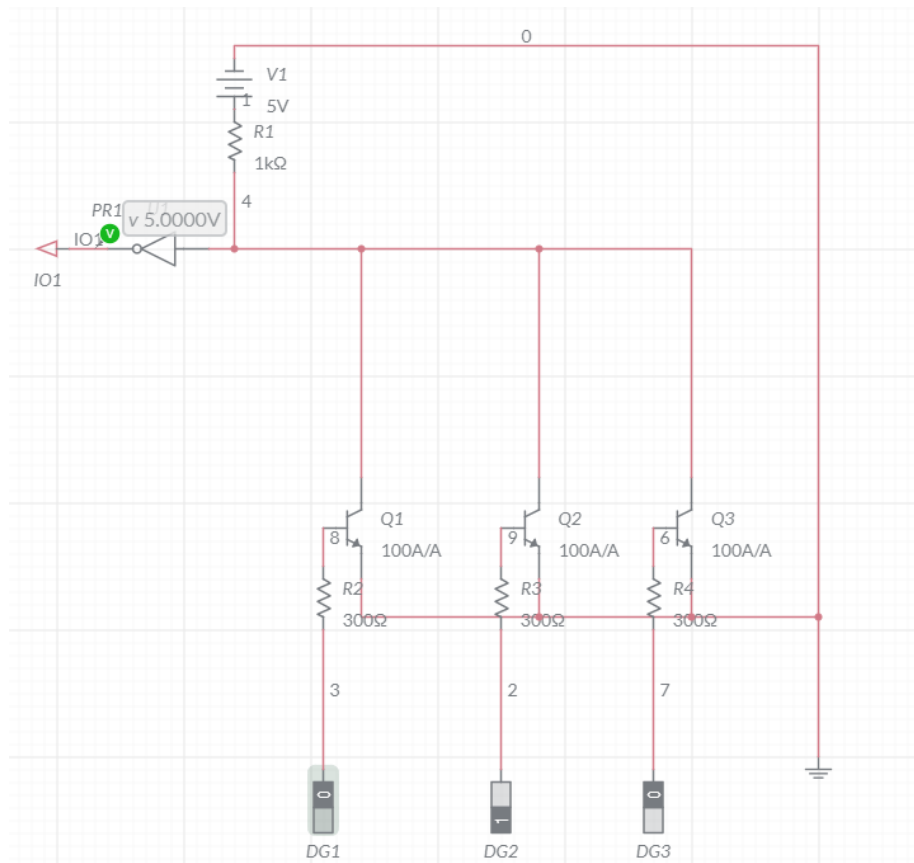 0
V1
1
5V
R1
1kΩ
4
PR1
U1
v 5.0000V
V
IO1
IO1
Q1
8
100A/A
Q2
9
100A/A
Q3
6
100A/A
R2
300Ω
R3
300Ω
R4
300Ω
3
2
7
0
1
0
DG1
DG2
DG3